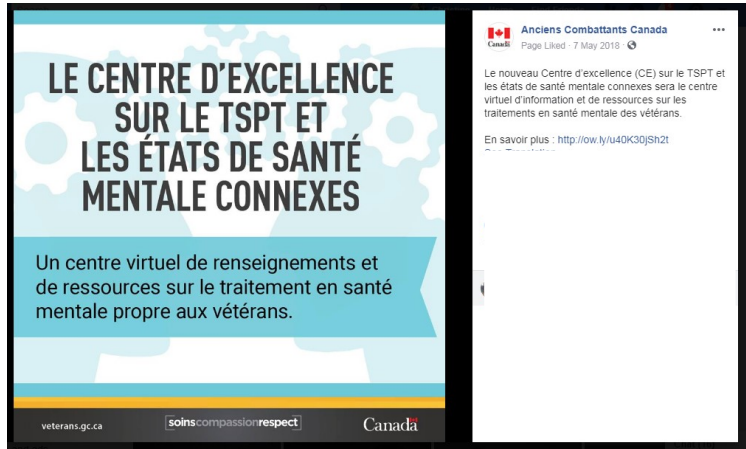 LE CENTRE D'EXCELLENCE
SUR LE TSPT ET
LES ÉTATS DE SANTÉ
MENTALE CONNEXES
Un centre virtuel de renseignements et
de ressources sur le traitement en santé
mentale propre aux vétérans.
veterans.gc.ca
[soinscompassionrespect]
Canada
Canada
Anciens Combattants Canada
Page Liked · 7 May 2018 ·
Le nouveau Centre d'excellence (CE) sur le TSPT et
les états de santé mentale connexes sera le centre
virtuel d'information et de ressources sur les
traitements en santé mentale des vétérans.
En savoir plus : http://ow.ly/u40K30jSh2t